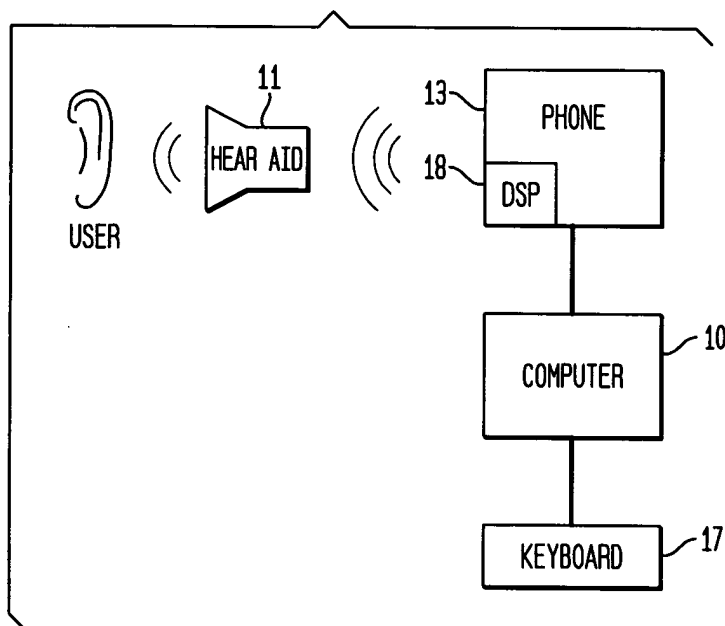 11
13
PHONE
HEAR AID
18
DSP
USER
10
COMPUTER
KEYBOARD
17